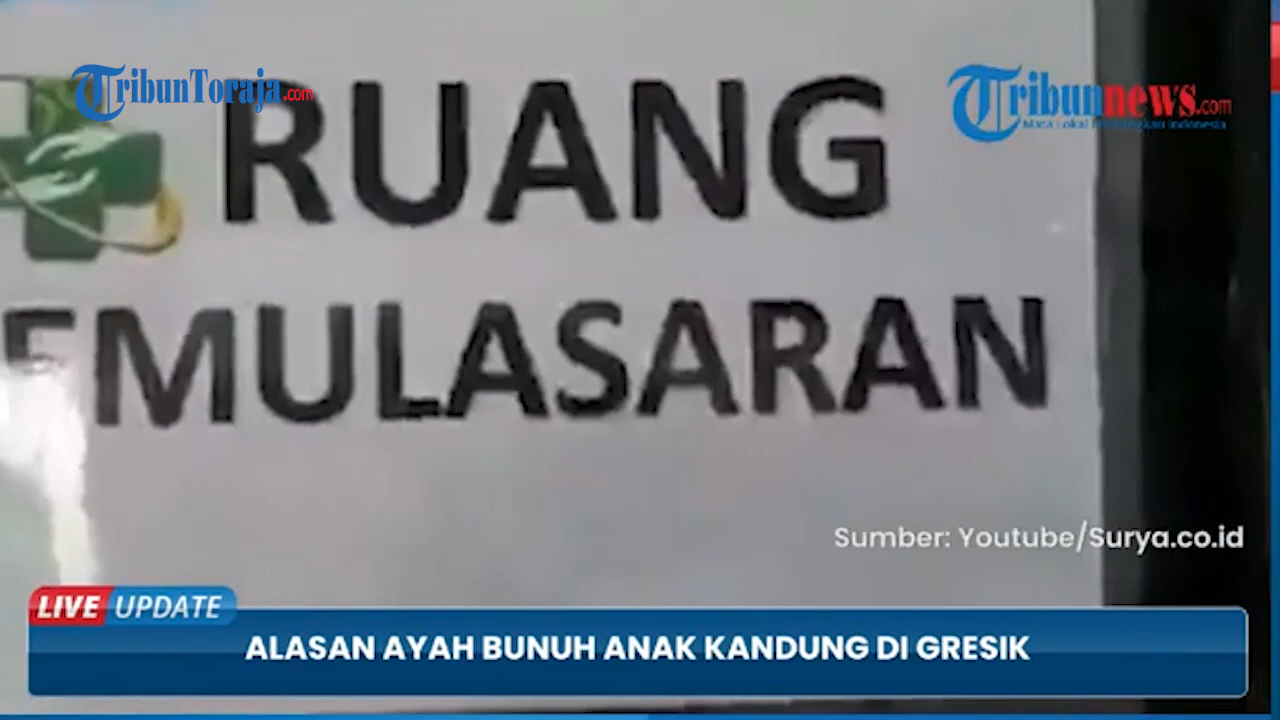 TribunToraja.com
Tribunnews.com
RUANG
EMULASARAN
Sumber: Youtube/Surya.co.id
LIVE UPDATE
ALASAN AYAH BUNUH ANAK KANDUNG DI GRESIK